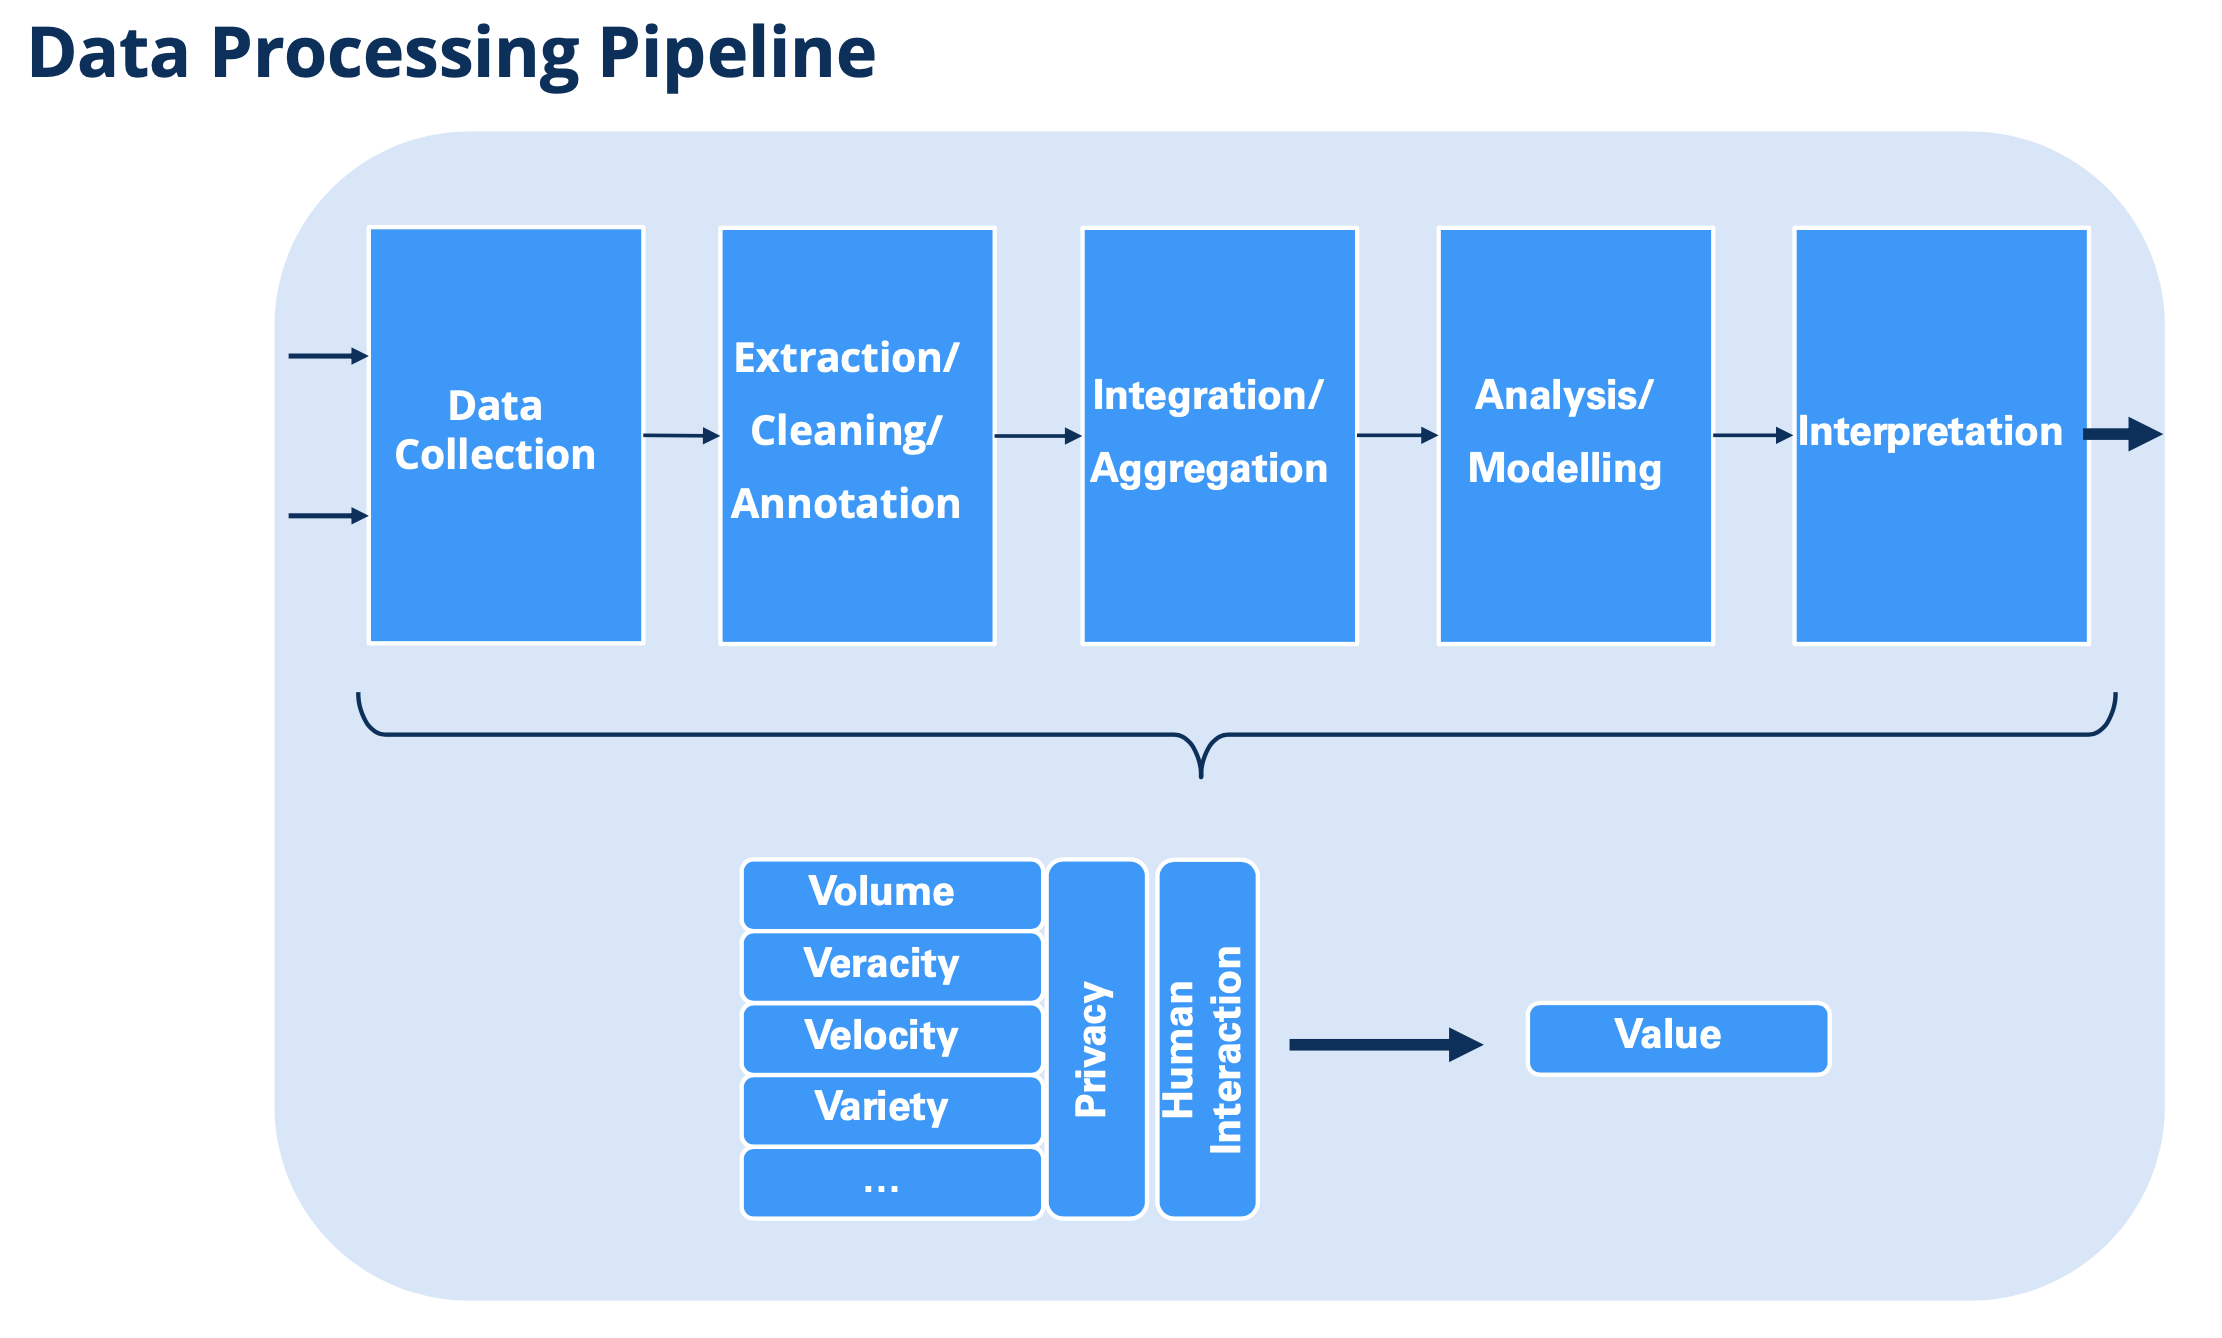 Data Processing Pipeline
Data
Collection
Extraction/
Cleaning/
Annotation
Integration/
Aggregation
Analysis/
Modelling
Interpretation
Volume
Veracity
Velocity
Variety
...
Privacy
Human
Interaction
Value